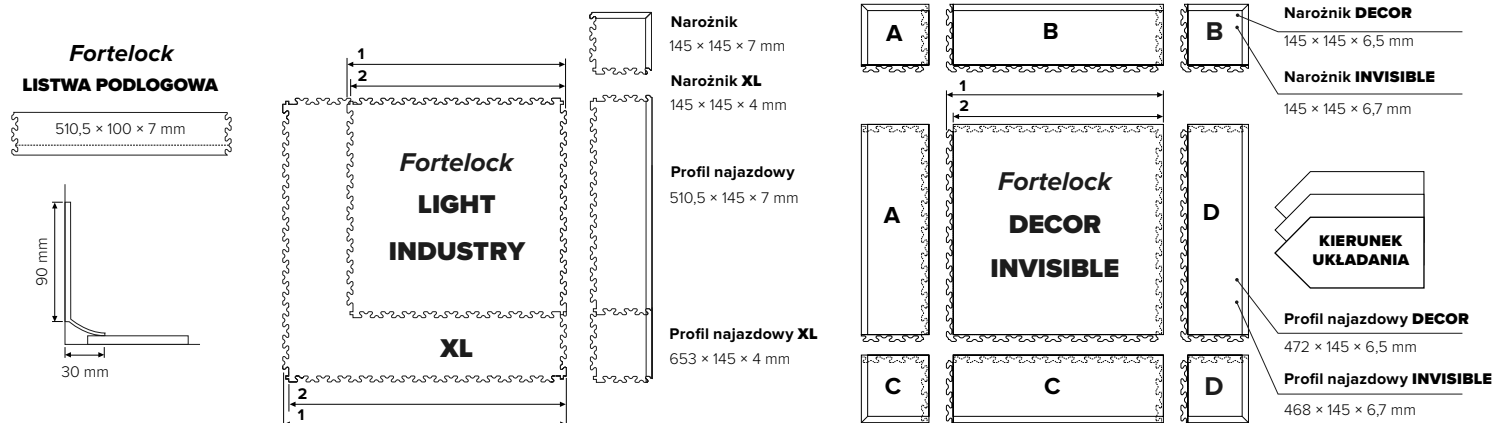 Fortelock
LISTWA PODLOGOWA
510,5 × 100 × 7 mm
90 mm
30 mm
1
2
Fortelock
LIGHT
INDUSTRY
XL
2
1
Narożnik
145 × 145 × 7 mm
Narożnik XL
145 × 145 × 4 mm
Profil najazdowy
510,5 × 145 × 7 mm
Profil najazdowy XL
653 × 145 × 4 mm
A
B
B
1
2
A
Fortelock
DECOR
INVISIBLE
D
C
C
D
Narożnik DECOR
145 × 145 × 6,5 mm
Narożnik INVISIBLE
145 × 145 × 6,7 mm
KIERUNEK
UKŁADANIA
Profil najazdowy DECOR
472 × 145 × 6,5 mm
Profil najazdowy INVISIBLE
468 × 145 × 6,7 mm